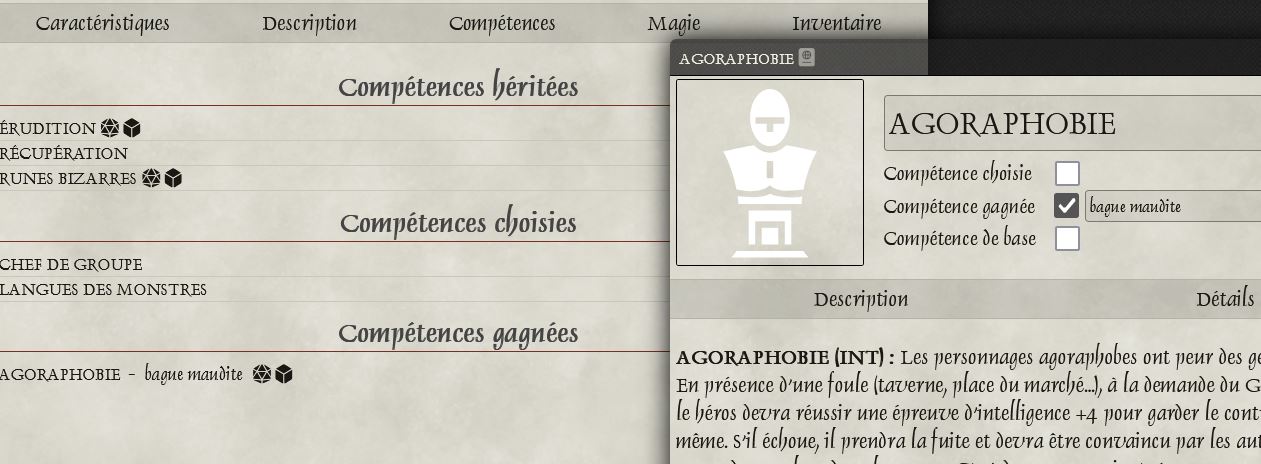 Caractéristiques Description Compétences Magie Inventaire
Compétences héritées
ÉRUDITION
RÉCUPÉRATION
RUNES BIZARRES
Compétences choisies
CHEF DE GROUPE
LANGUES DES MONSTRES
Compétences gagnées
AGORAPHOBIE - bague maudite
AGORAPHOBIE
AGORAPHOBIE
Compétence choisie
Compétence gagnée bague maudite
Compétence de base
Description Détails
AGORAPHOBIE (INT) : Les personnages agoraphobes ont peur des
En présence d'une foule (taverne, place du marché...), à la demande du
le héros devra réussir une épreuve d'intelligence +4 pour garder le
même. S'il échoue, il prendra la fuite et devra être convaincu par les